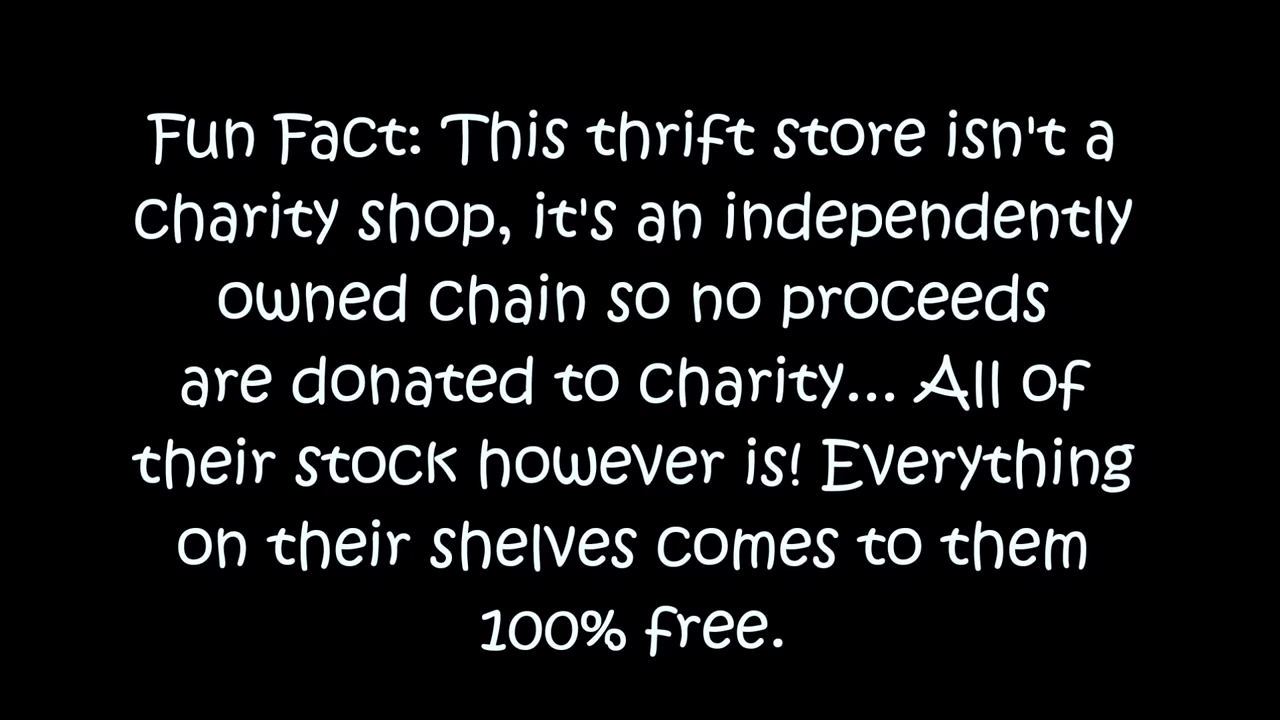 Fun Fact: This thrift store isn't a
charity shop, it's an independently
owned chain so no proceeds
are donated to charity... All of
their stock however is! Everything
on their shelves comes to them
100% free.